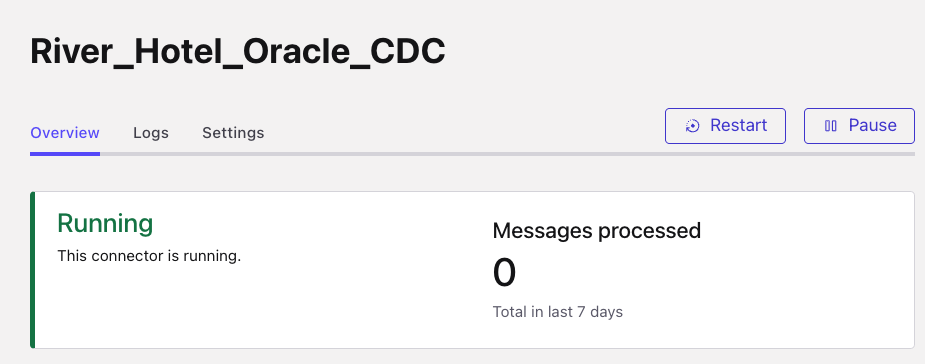 River_Hotel_Oracle_CDC
Overview Logs Settings Restart Pause
Running
This connector is running.
Messages processed
0
Total in last 7 days